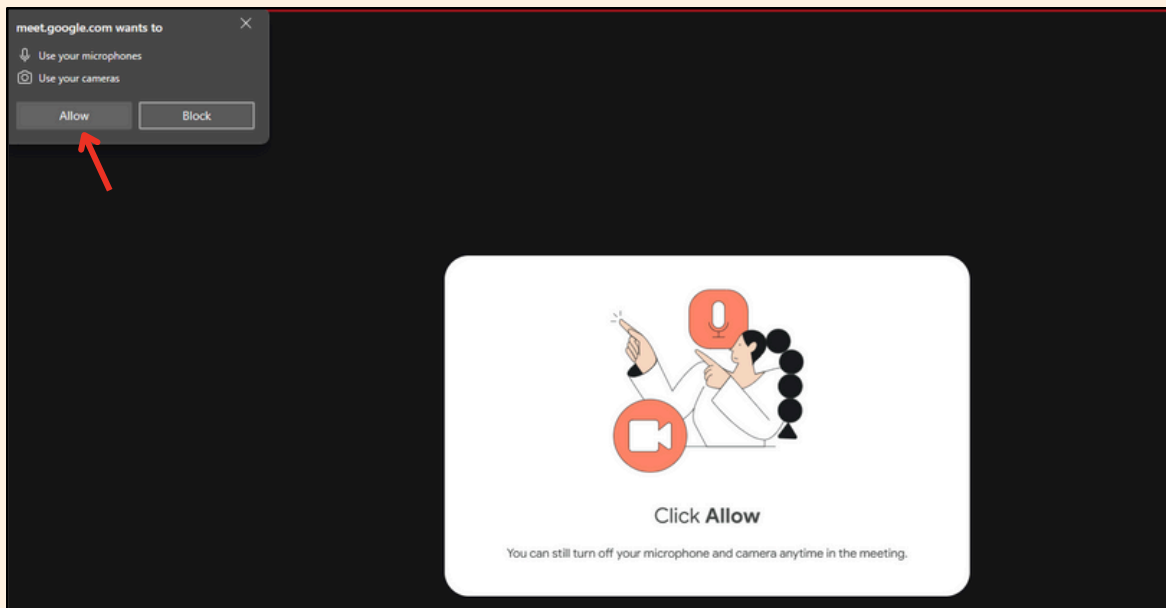 meet.google.com wants to
Use your microphones
Use your cameras
Allow
Block
Click Allow
You can still turn off your microphone and camera anytime in the meeting.